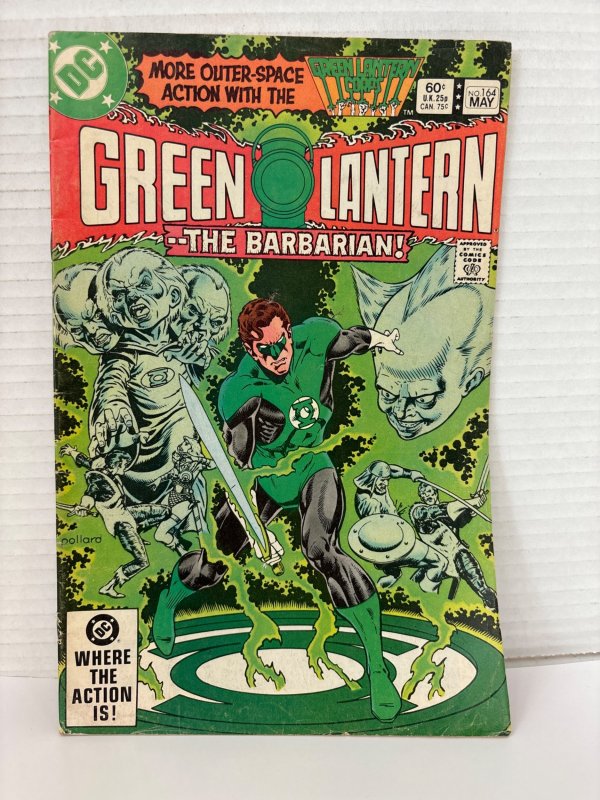 DC
MORE OUTER-SPACE
ACTION WITH THE
GREEN LANTERN
CORPS
TM
60¢
U.K. 25p
CAN. 75¢
NO. 164
MAY
GREEN LANTERN
--THE BARBARIAN!
APPROVED
BY THE
COMICS
CODE
AUTHORITY
pollard
DC
WHERE
THE
ACTION
IS!